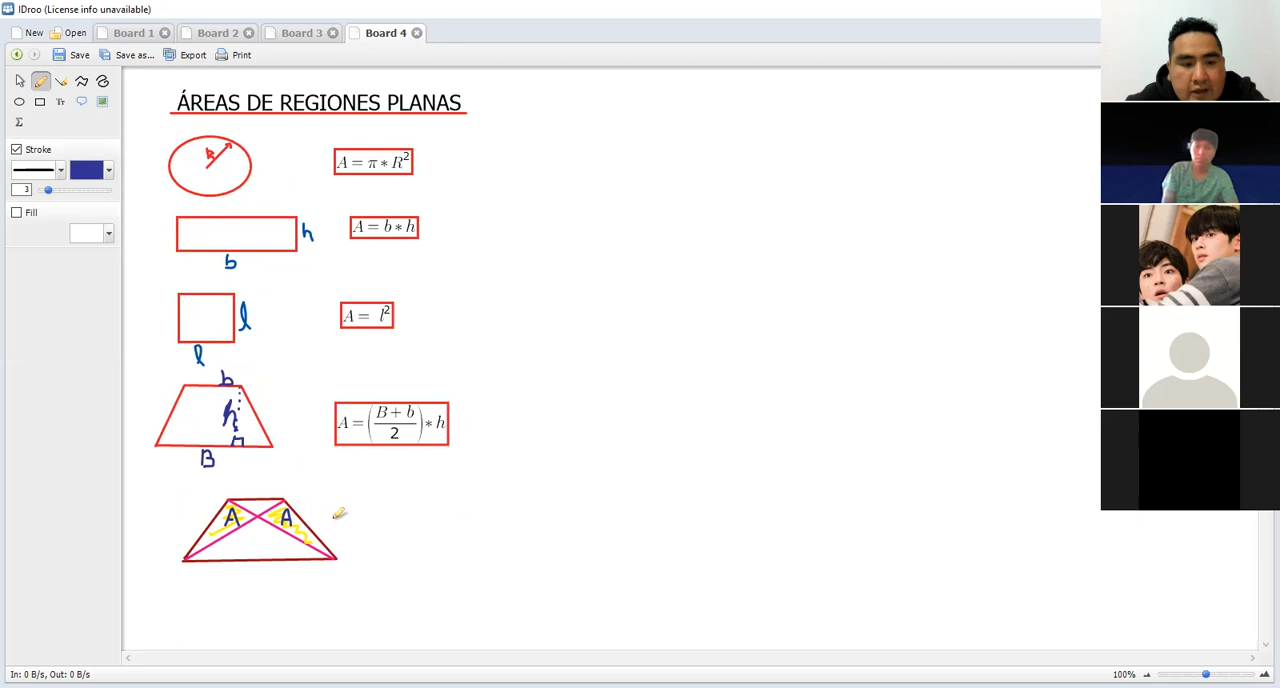 IDroo (License info unavailable)
New Open Board 1 Board 2 Board 3 Board 4
Save Save as... Export Print
Tr
Σ
Stroke
3
Fill
ÁREAS DE REGIONES PLANAS
R
A = π * R²
h
A = b * h
b
l
A = l²
l
b
h
A = (B + b / 2) * h
B
A A
In: 0 B/s, Out: 0 B/s
100%